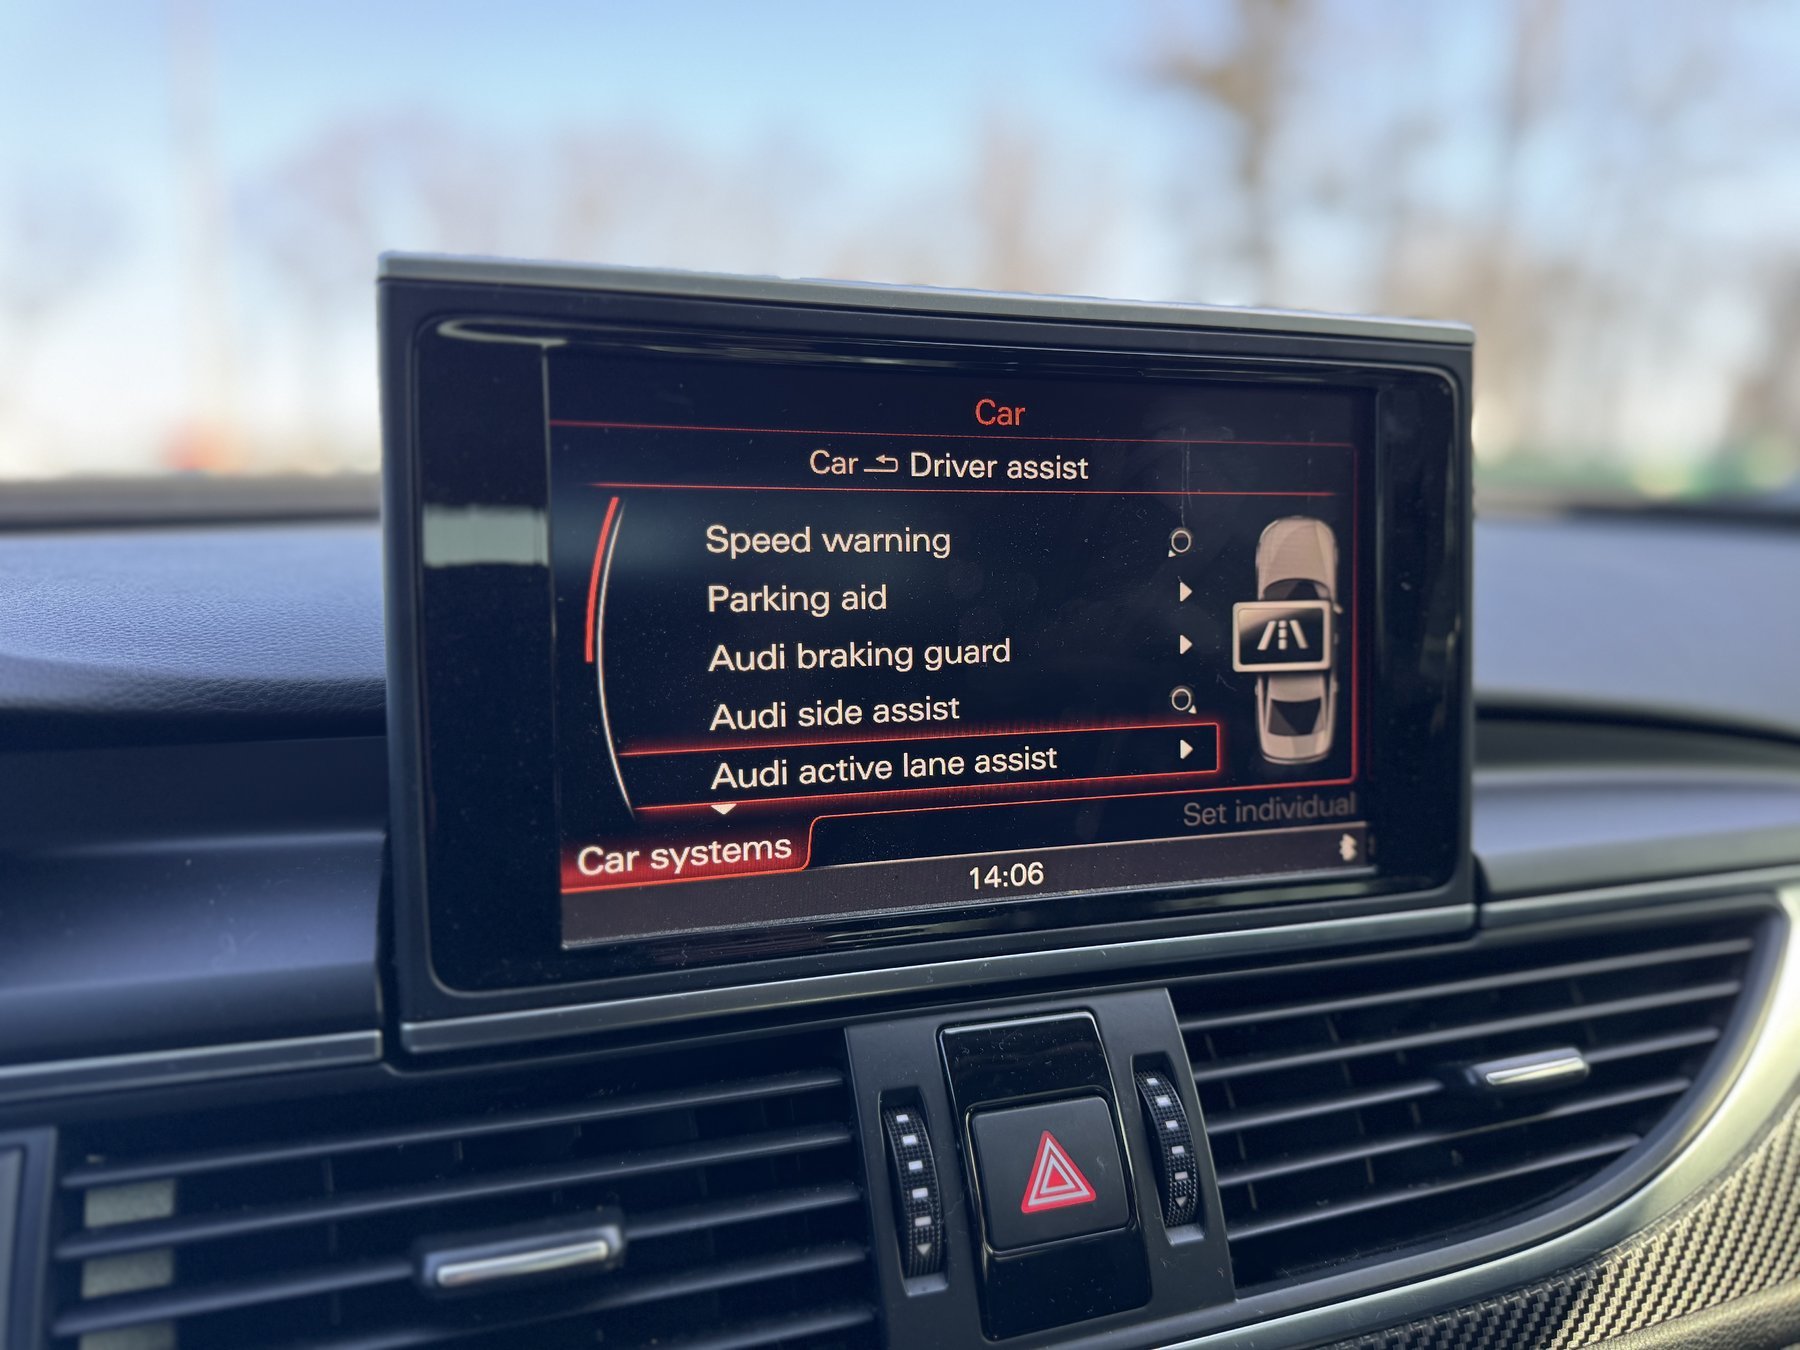 Car
Car Driver assist
Speed warning
Parking aid
Audi braking guard
Audi side assist
Audi active lane assist
Set individual
Car systems
14:06